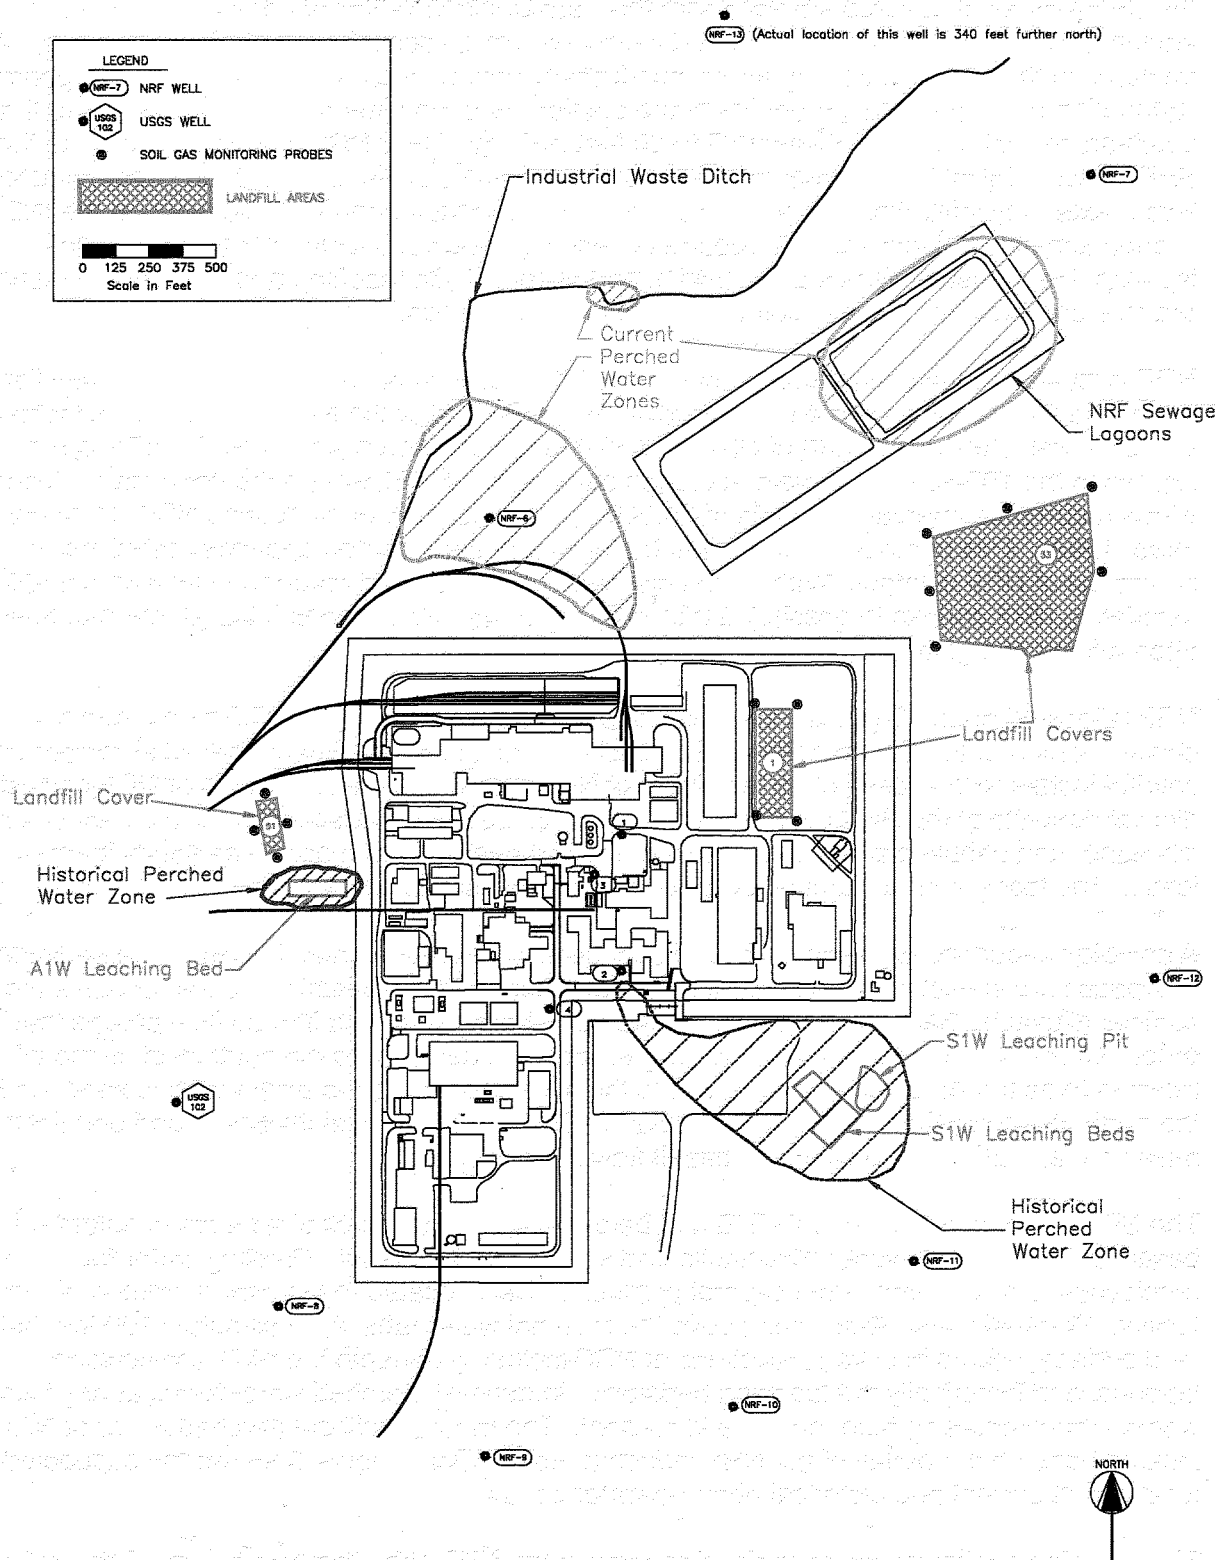 NRF-13 (Actual location of this well is 340 feet further north)
LEGEND
NRF-7 NRF WELL
USGS
102
USGS WELL
SOIL GAS MONITORING PROBES
LANDFILL AREAS
0 125 250 375 500
Scale in Feet
Industrial Waste Ditch
NRF-7
Current
Perched
Water
Zones
NRF Sewage
Lagoons
NRF-6
53
Landfill Covers
1
Landfill Cover
51
1
Historical Perched
Water Zone
3
A1W Leaching Bed
2
NRF-12
4
S1W Leaching Pit
USGS
102
S1W Leaching Beds
Historical
Perched
Water Zone
NRF-11
NRF-8
NRF-10
NRF-9
NORTH